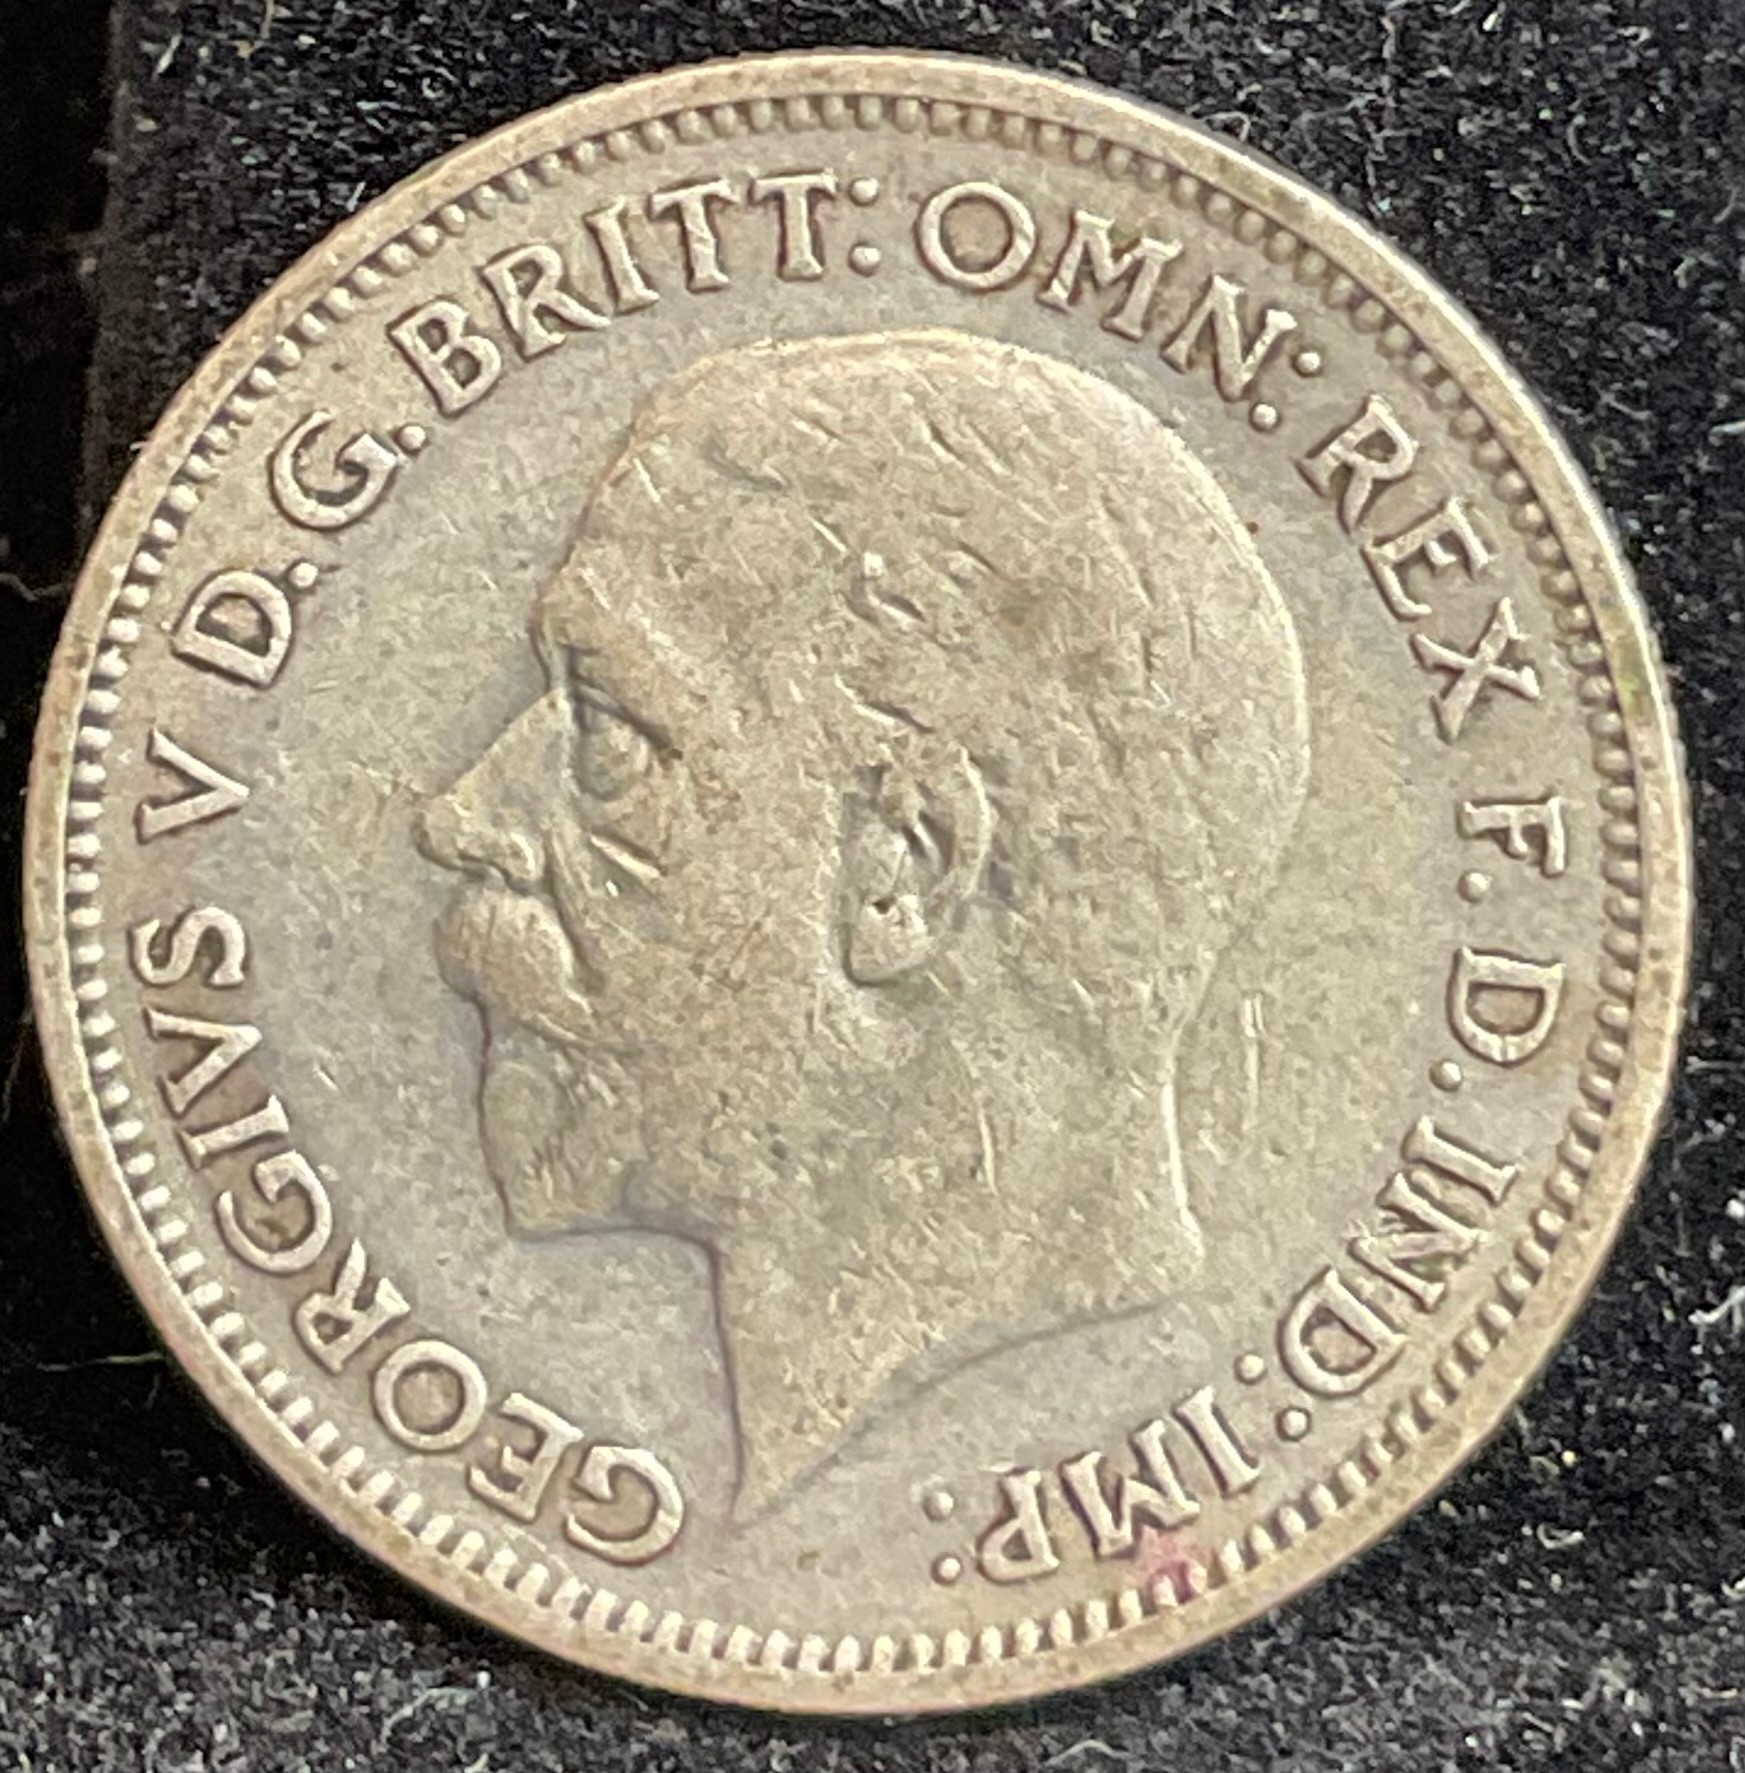 GEORGIVS V D.G.BRITT:OMN:REX F.D.IND:IMP: